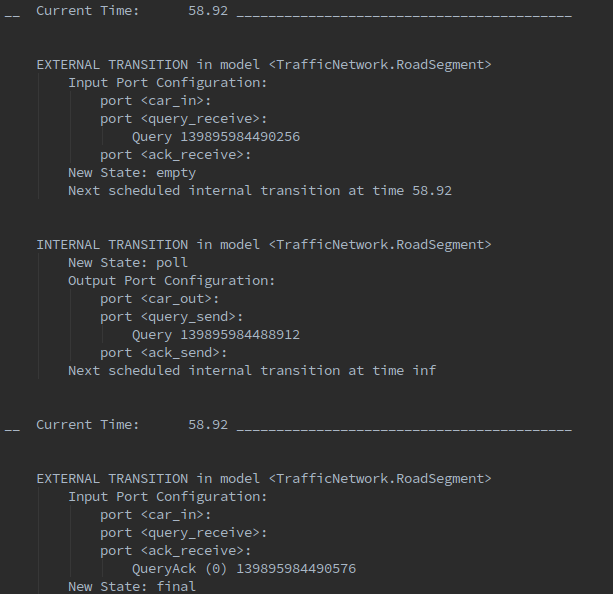 __  Current Time:      58.92 __________________________________________
EXTERNAL TRANSITION in model <TrafficNetwork.RoadSegment>
Input Port Configuration:
port <car_in>:
port <query_receive>:
Query 139895984490256
port <ack_receive>:
New State: empty
Next scheduled internal transition at time 58.92
INTERNAL TRANSITION in model <TrafficNetwork.RoadSegment>
New State: poll
Output Port Configuration:
port <car_out>:
port <query_send>:
Query 139895984488912
port <ack_send>:
Next scheduled internal transition at time inf
__  Current Time:      58.92 __________________________________________
EXTERNAL TRANSITION in model <TrafficNetwork.RoadSegment>
Input Port Configuration:
port <car_in>:
port <query_receive>:
port <ack_receive>:
QueryAck (0) 139895984490576
New State: final